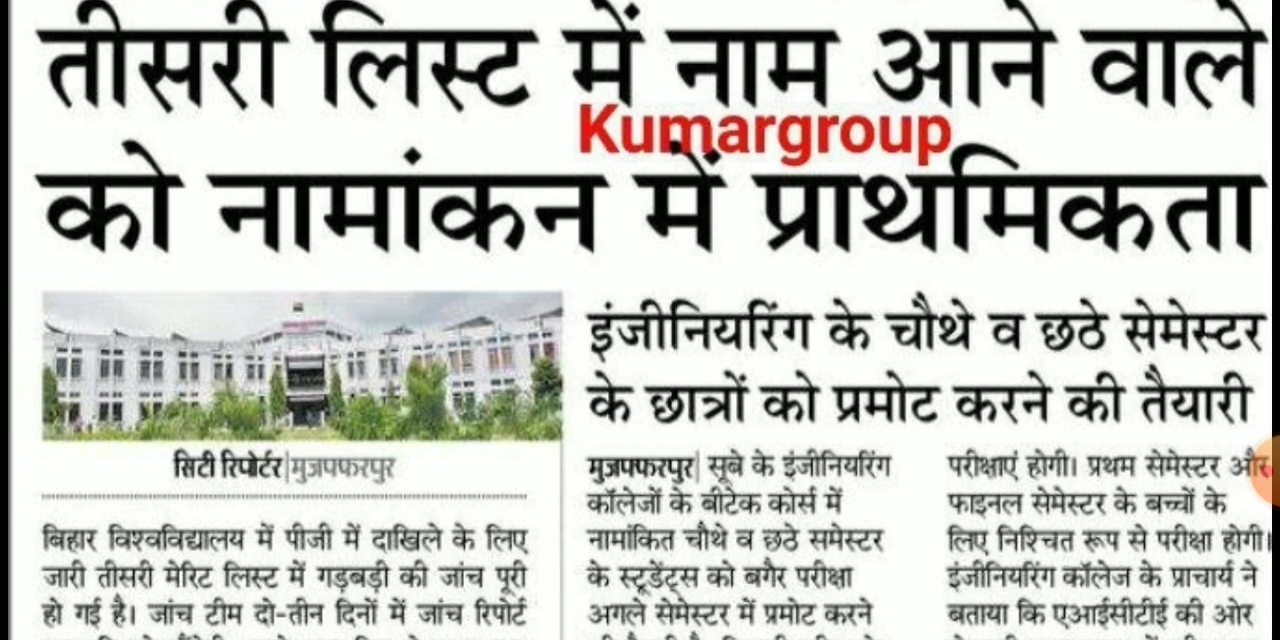 तीसरी लिस्ट में नाम आने वाले
Kumargroup
को नामांकन में प्राथमिकता
सिटी रिपोर्टर|मुजफ्फरपुर
बिहार विश्वविद्यालय में पीजी में दाखिले के लिए
जारी तीसरी मेरिट लिस्ट में गड़बड़ी की जांच पूरी
हो गई है। जांच टीम दो-तीन दिनों में जांच रिपोर्ट
इंजीनियरिंग के चौथे व छठे सेमेस्टर
के छात्रों को प्रमोट करने की तैयारी
मुजफ्फरपुर| सूबे के इंजीनियरिंग
कॉलेजों के बीटेक कोर्स में
नामांकित चौथे व छठे समेस्टर
के स्टूडेंट्स को बगैर परीक्षा
अगले सेमेस्टर में प्रमोट करने
परीक्षाएं होगी। प्रथम सेमेस्टर और
फाइनल सेमेस्टर के बच्चों के
लिए निश्चित रूप से परीक्षा होगी।
इंजीनियरिंग कॉलेज के प्राचार्य ने
बताया कि एआईसीटीई की ओर